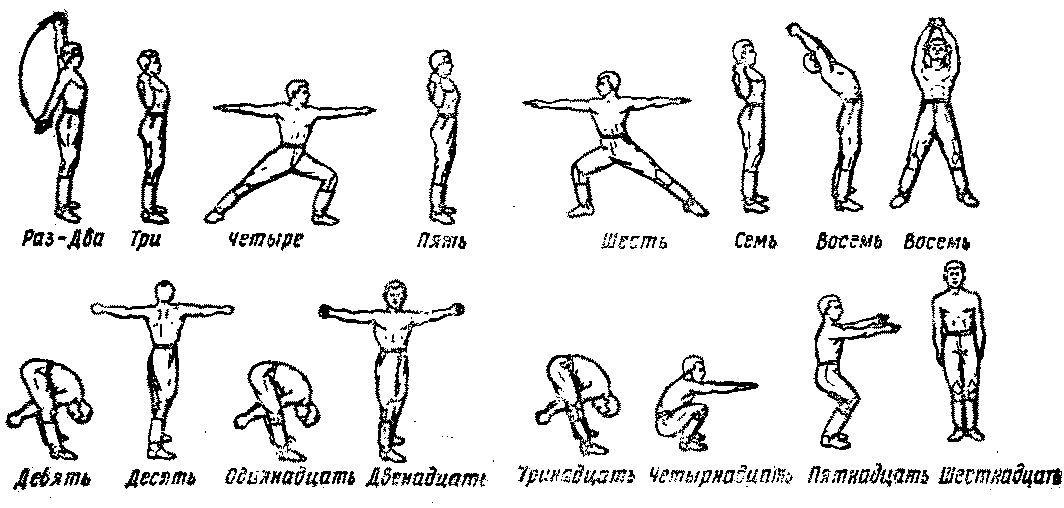 Раз-Два Три четыре Пять Шесть Семь Восемь Восемь
Девять Десять Одиннадцать Двенадцать Тринадцать Четырнадцать Пятнадцать Шестнадцать